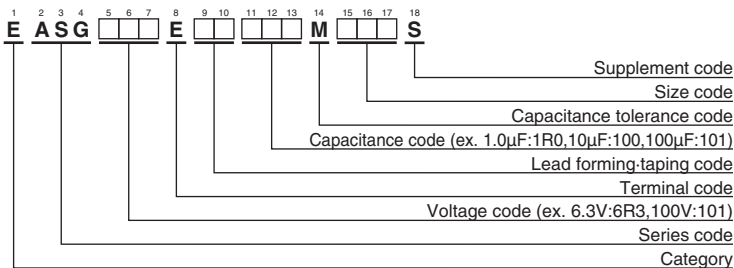 1 2 3 4 5 6 7 8 9 10 11 12 13 14 15 16 17 18
E ASG E M S
Supplement code
Size code
Capacitance tolerance code
Capacitance code (ex. 1.0μF:1R0,10μF:100,100μF:101)
Lead forming·taping code
Terminal code
Voltage code (ex. 6.3V:6R3,100V:101)
Series code
Category